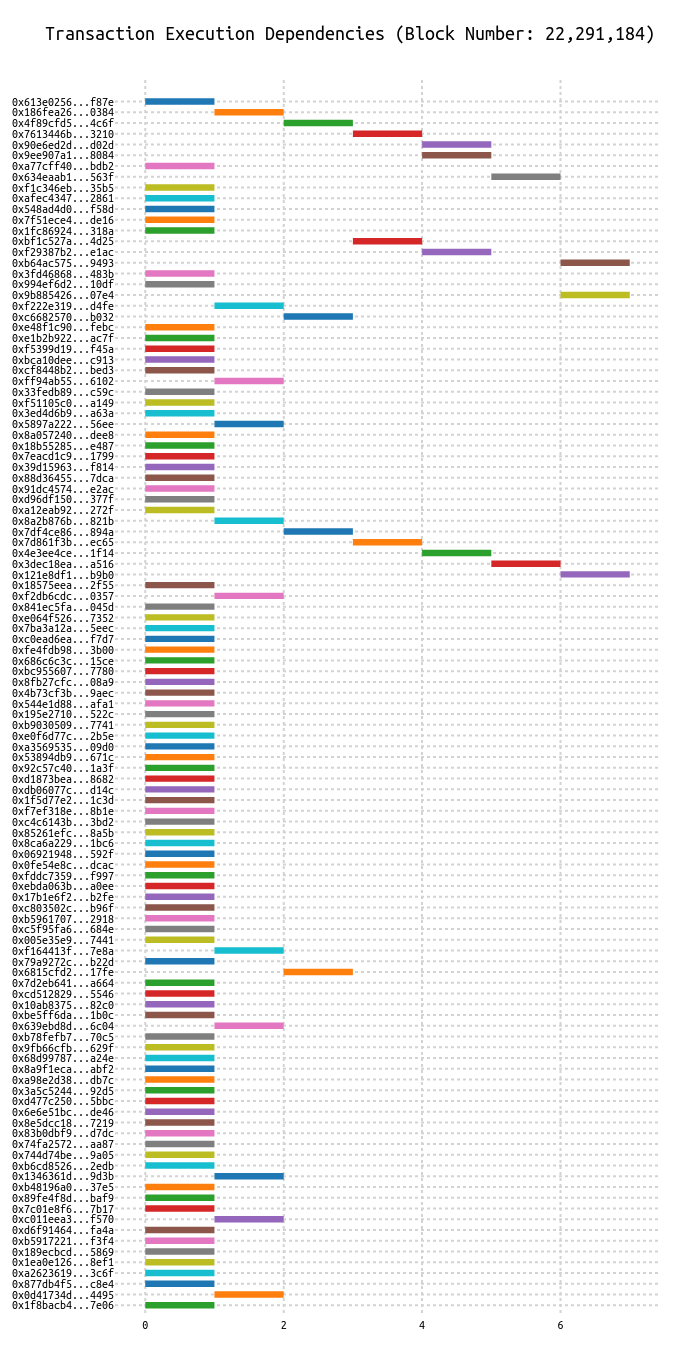 Transaction Execution Dependencies (Block Number: 22,291,184)
0x613e0256...f87e
0x186fea26...0384
0x4f89cfd5...4c6f
0x7613446b...3210
0x90e6ed2d...d02d
0x9ee907a1...8084
0xa77cff40...bdb2
0x634eaab1...563f
0xf1c346eb...35b5
0xafec4347...2861
0x548ad4d0...f58d
0x7f51ece4...de16
0x1fc86924...318a
0xbf1c527a...4d25
0xf29387b2...e1ac
0xb64ac575...9493
0x3fd46868...483b
0x994ef6d2...10df
0x9b885426...07e4
0xf222e319...d4fe
0xc6682570...b032
0xe48f1c90...febc
0xe1b2b922...ac7f
0xf5399d19...f45a
0xbca10dee...c913
0xcf8448b2...bed3
0xff94ab55...6102
0x33fedb89...c59c
0xf51105c0...a149
0x3ed4d6b9...a63a
0x5897a222...56ee
0x8a057240...dee8
0x18b55285...e487
0x7eacd1c9...1799
0x39d15963...f814
0x88d36455...7dca
0x91dc4574...e2ac
0xd96df150...377f
0xa12eab92...272f
0x8a2b876b...821b
0x7df4ce86...894a
0x7d861f3b...ec65
0x4e3ee4ce...1f14
0x3dec18ea...a516
0x121e8df1...b9b0
0x18575eea...2f55
0xf2db6cdc...0357
0x841ec5fa...045d
0xe064f526...7352
0x7ba3a12a...5eec
0xc0ead6ea...f7d7
0xfe4fdb98...3b00
0x686c6c3c...15ce
0xbc955607...7780
0x8fb27cfc...08a9
0x4b73cf3b...9aec
0x544e1d88...afa1
0x195e2710...522c
0xb9030509...7741
0xe0f6d77c...2b5e
0xa3569535...09d0
0x53894db9...671c
0x92c57c40...1a3f
0xd1873bea...8682
0xdb06077c...d14c
0x1f5d77e2...1c3d
0xf7ef318e...8b1e
0xc4c6143b...3bd2
0x85261efc...8a5b
0x8ca6a229...1bc6
0x06921948...592f
0x0fe54e8c...dcac
0xfddc7359...f997
0xebda063b...a0ee
0x17b1e6f2...b2fe
0xc803502c...b96f
0xb5961707...2918
0xc5f95fa6...684e
0x005e35e9...7441
0xf164413f...7e8a
0x79a9272c...b22d
0x6815cfd2...17fe
0x7d2eb641...a664
0xcd512829...5546
0x10ab8375...82c0
0xbe5ff6da...1b0c
0x639ebd8d...6c04
0xb78fefb7...70c5
0x9fb66cfb...629f
0x68d99787...a24e
0x8a9f1eca...abf2
0xa98e2d38...db7c
0x3a5c5244...92d5
0xd477c250...5bbc
0x6e6e51bc...de46
0x8e5dcc18...7219
0x83b0dbf9...d7dc
0x74fa2572...aa87
0x744d74be...9a05
0xb6cd8526...2edb
0x1346361d...9d3b
0xb48196a0...37e5
0x89fe4f8d...baf9
0x7c01e8f6...7b17
0xc011eea3...f570
0xd6f91464...fa4a
0xb5917221...f3f4
0x189ecbcd...5869
0x1ea0e126...8ef1
0xa2623619...3c6f
0x877db4f5...c8e4
0x0d41734d...4495
0x1f8bacb4...7e06
0 2 4 6